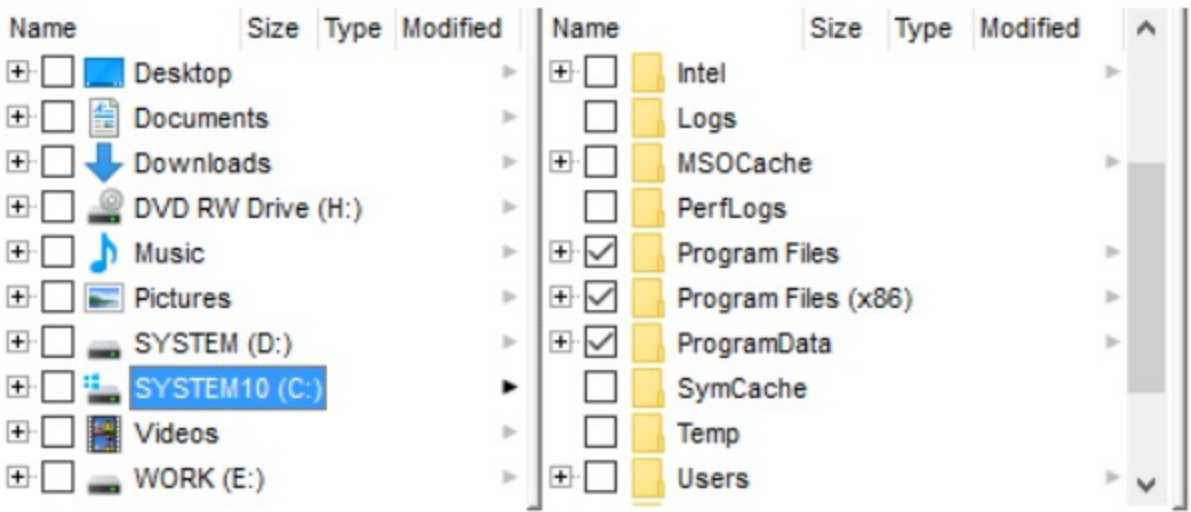 Name Size Type Modified
Desktop
Documents
Downloads
DVD RW Drive (H:)
Music
Pictures
SYSTEM (D:)
SYSTEM10 (C:)
Videos
WORK (E:)
Name Size Type Modified
Intel
Logs
MSOCache
PerfLogs
Program Files
Program Files (x86)
ProgramData
SymCache
Temp
Users